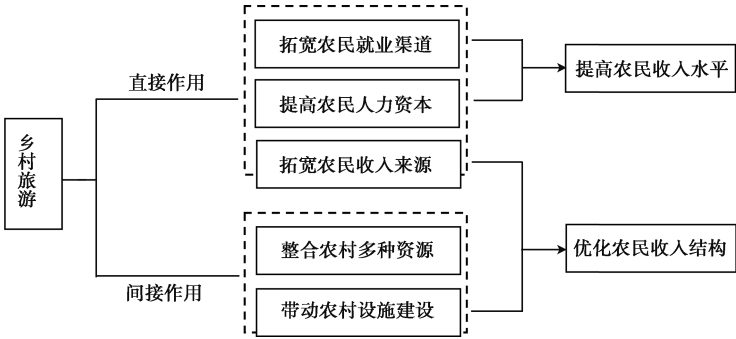 乡村旅游
直接作用
间接作用
拓宽农民就业渠道
提高农民人力资本
拓宽农民收入来源
整合农村多种资源
带动农村设施建设
提高农民收入水平
优化农民收入结构